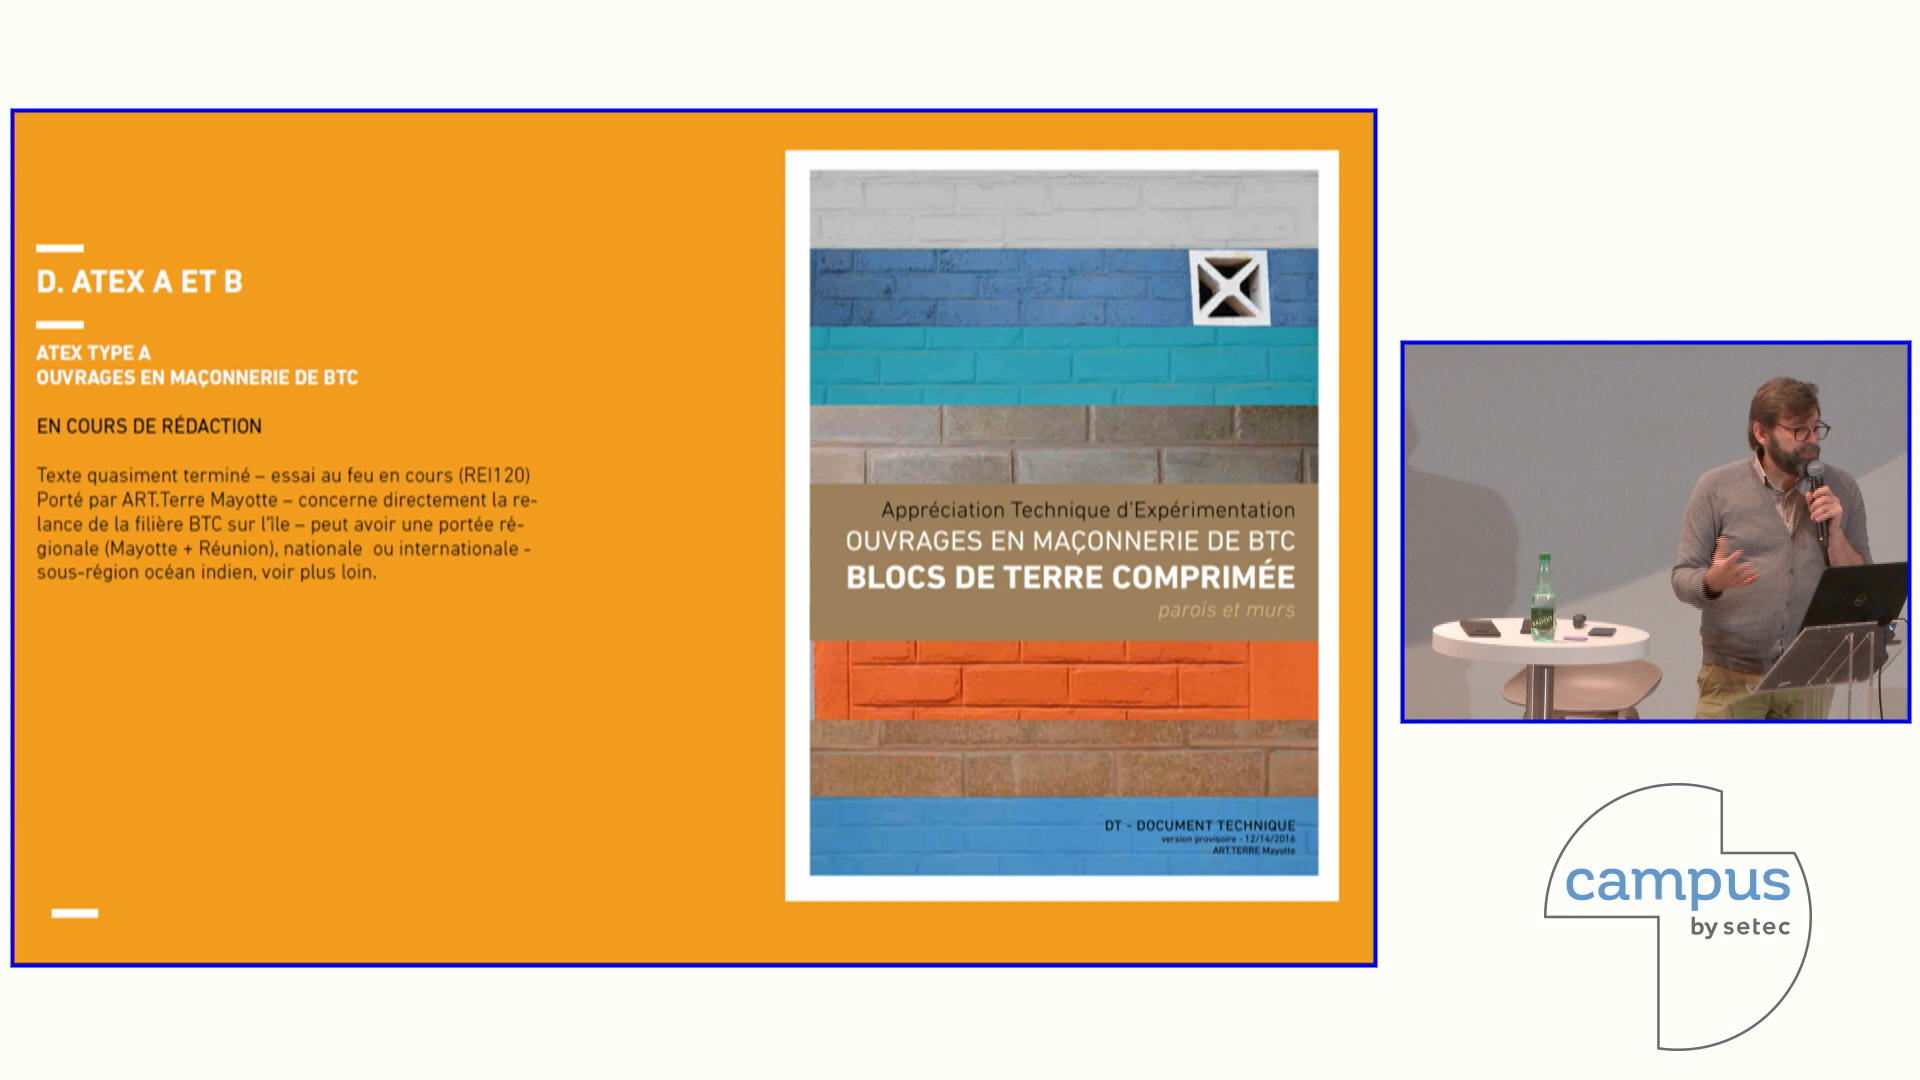 D. ATEX A ET B
ATEX TYPE A
OUVRAGES EN MAÇONNERIE DE BTC
EN COURS DE RÉDACTION
Texte quasiment terminé – essai au feu en cours (REI120)
Porté par ART.Terre Mayotte – concerne directement la re-
lance de la filière BTC sur l'île – peut avoir une portée ré-
gionale (Mayotte + Réunion), nationale ou internationale -
sous-région océan indien, voir plus loin.
Appréciation Technique d'Expérimentation
OUVRAGES EN MAÇONNERIE DE BTC
BLOCS DE TERRE COMPRIMÉE
parois et murs
DT - DOCUMENT TECHNIQUE
version provisoire - 12/14/2016
ART.TERRE Mayotte
BADOIT
campus
by setec